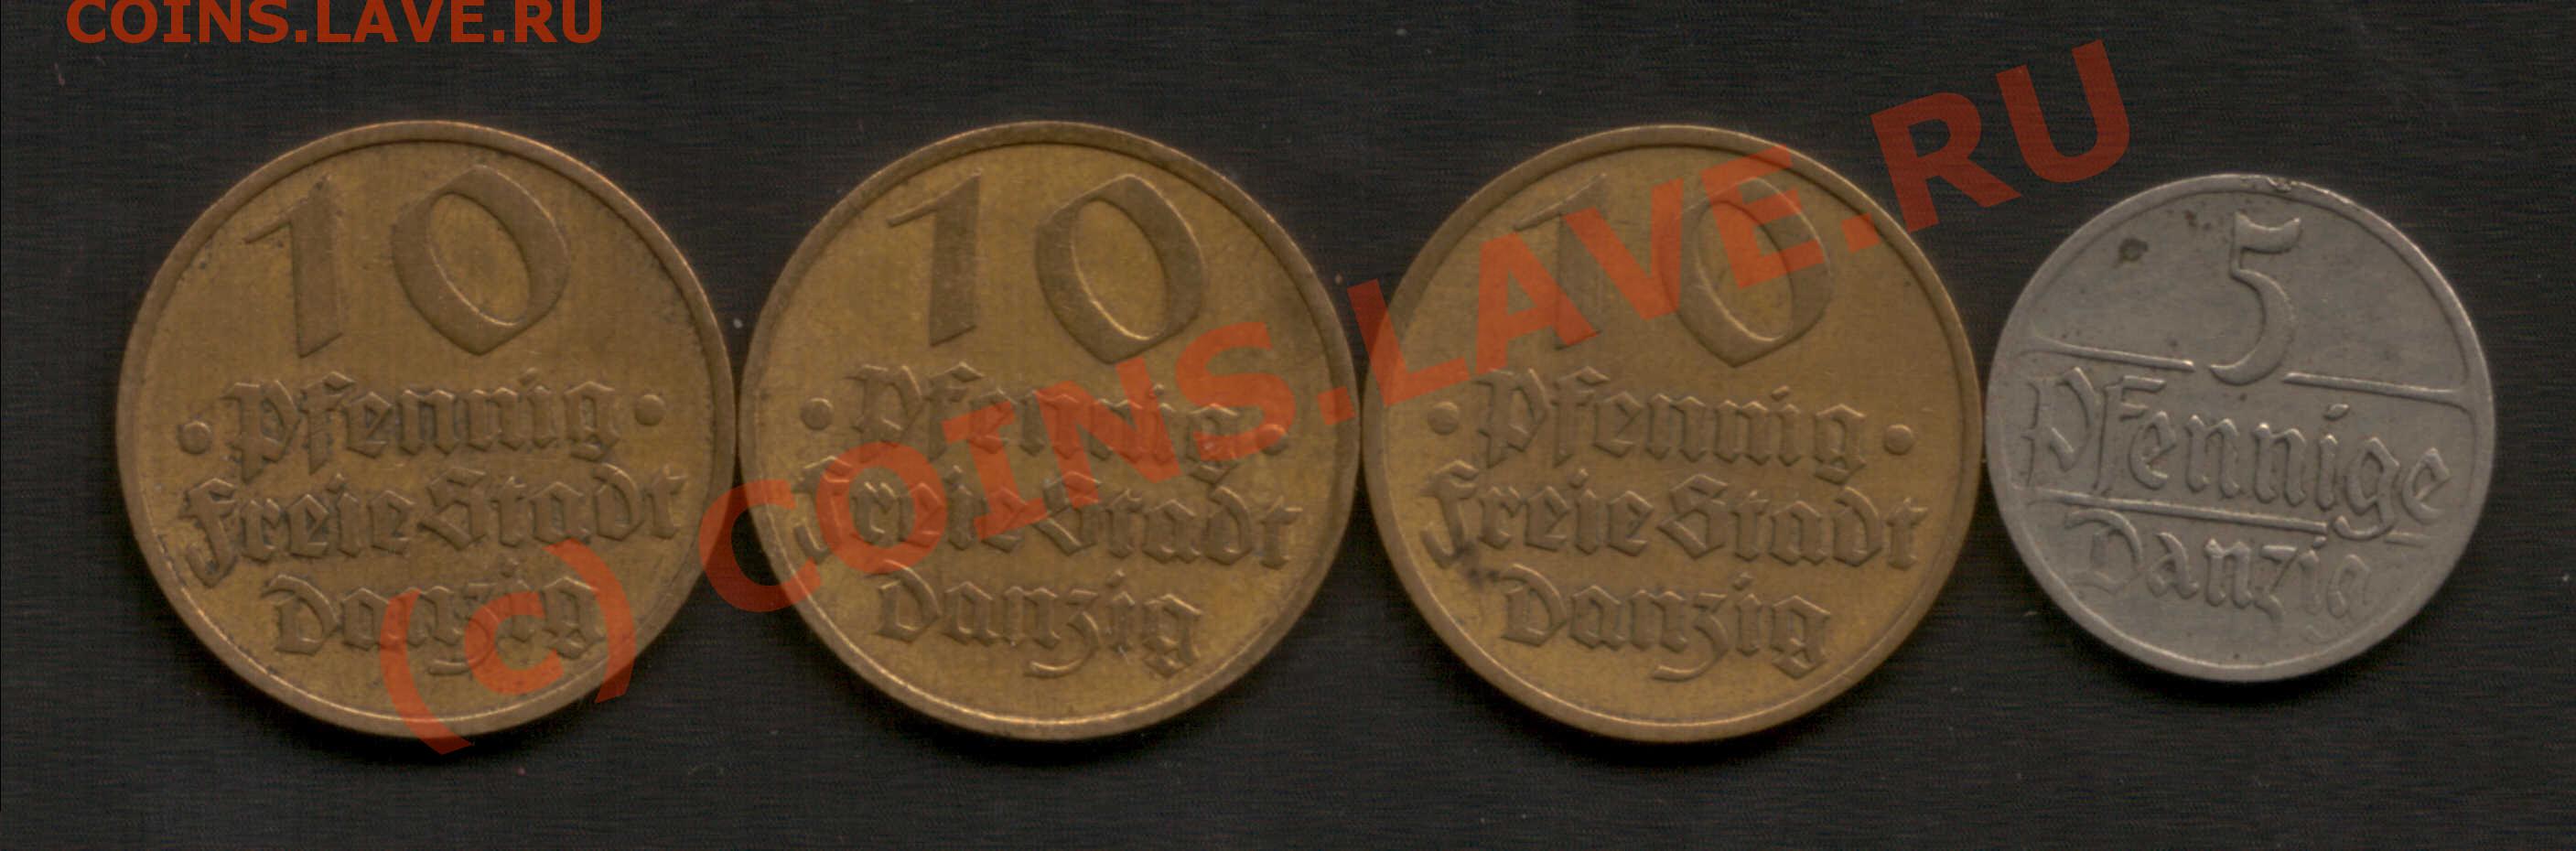 COINS.LAVE.RU
10
Pfennig
Freie Stadt
Danzig
10
Pfennig
Freie Stadt
Danzig
10
Pfennig
Freie Stadt
Danzig
5
Pfennige
Danzig
(c) COINS.LAVE.RU